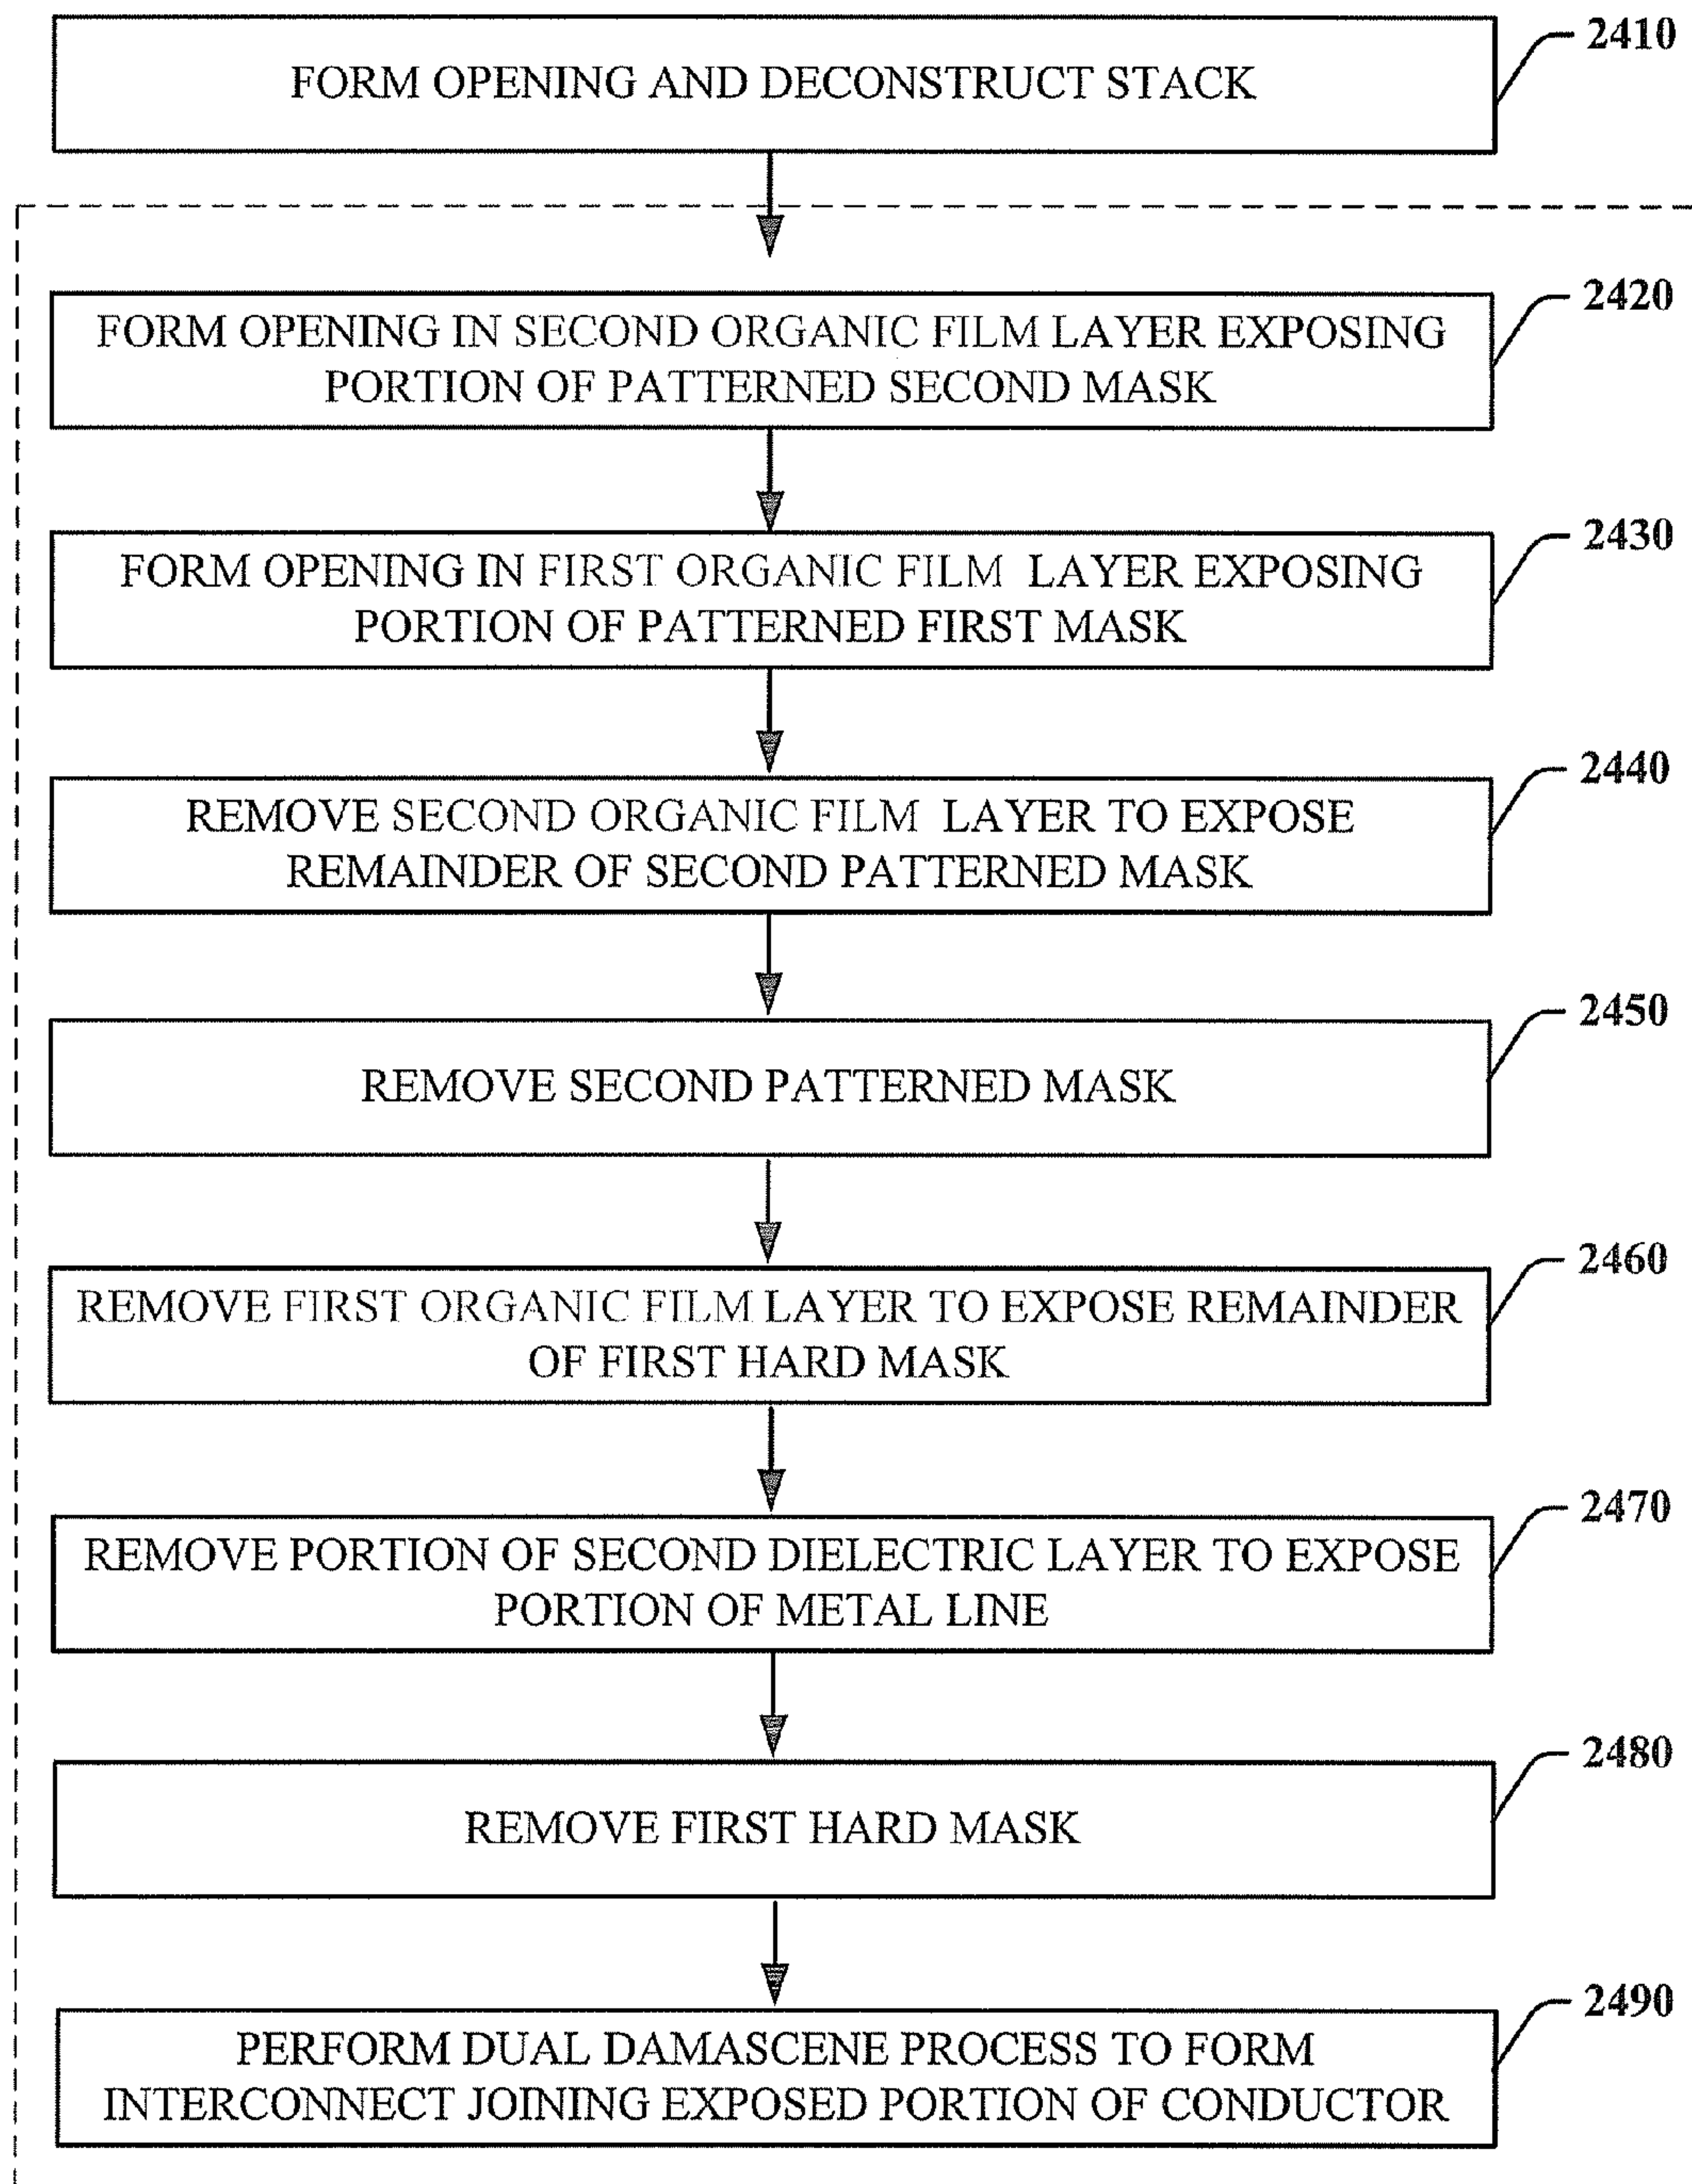 2410
FORM OPENING AND DECONSTRUCT STACK
2420
FORM OPENING IN SECOND ORGANIC FILM LAYER EXPOSING
PORTION OF PATTERNED SECOND MASK
2430
FORM OPENING IN FIRST ORGANIC FILM LAYER EXPOSING
PORTION OF PATTERNED FIRST MASK
2440
REMOVE SECOND ORGANIC FILM LAYER TO EXPOSE
REMAINDER OF SECOND PATTERNED MASK
2450
REMOVE SECOND PATTERNED MASK
2460
REMOVE FIRST ORGANIC FILM LAYER TO EXPOSE REMAINDER
OF FIRST HARD MASK
2470
REMOVE PORTION OF SECOND DIELECTRIC LAYER TO EXPOSE
PORTION OF METAL LINE
2480
REMOVE FIRST HARD MASK
2490
PERFORM DUAL DAMASCENE PROCESS TO FORM
INTERCONNECT JOINING EXPOSED PORTION OF CONDUCTOR